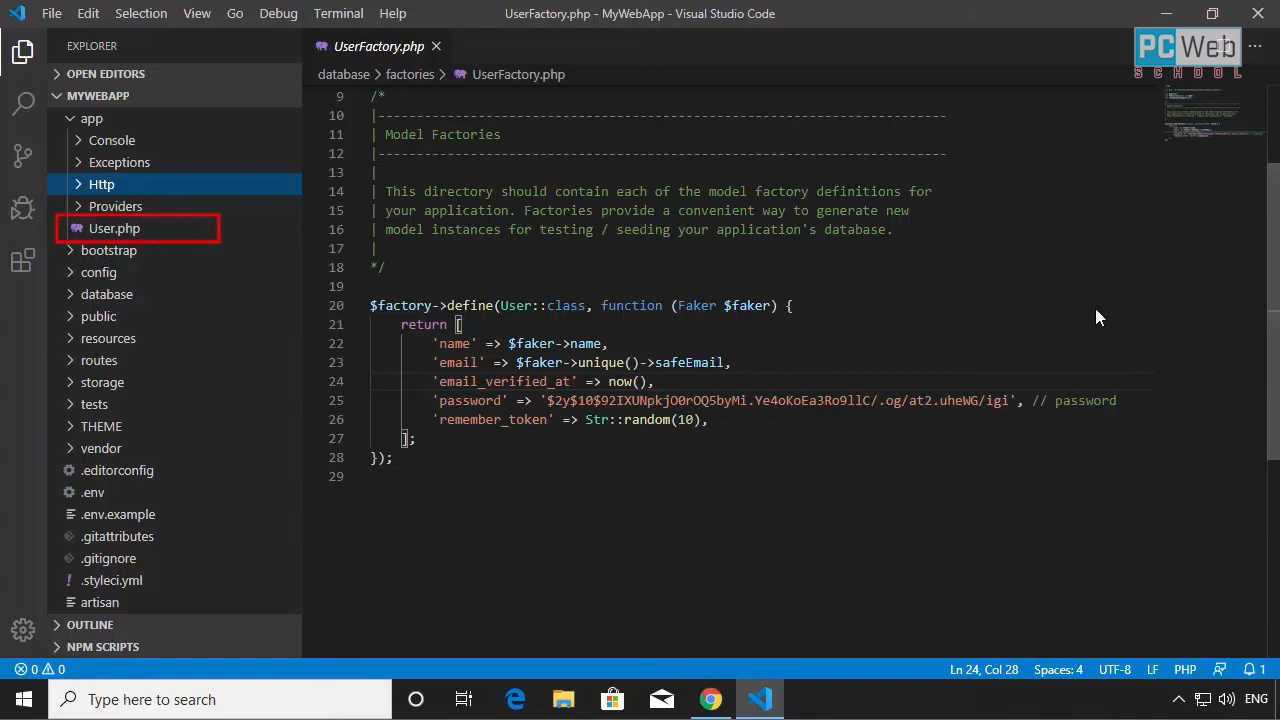 File Edit Selection View Go Debug Terminal Help
UserFactory.php - MyWebApp - Visual Studio Code
PC Web
SCHOOL
EXPLORER
OPEN EDITORS
MYWEBAPP
app
Console
Exceptions
Http
Providers
User.php
bootstrap
config
database
public
resources
routes
storage
tests
THEME
vendor
.editorconfig
.env
.env.example
.gitattributes
.gitignore
.styleci.yml
artisan
OUTLINE
NPM SCRIPTS
UserFactory.php
database > factories > UserFactory.php
9 /*
10 |--------------------------------------------------------------------------
11 | Model Factories
12 |--------------------------------------------------------------------------
13 |
14 | This directory should contain each of the model factory definitions for
15 | your application. Factories provide a convenient way to generate new
16 | model instances for testing / seeding your application's database.
17 |
18 */
19
20 $factory->define(User::class, function (Faker $faker) {
21 return [
22 'name' => $faker->name,
23 'email' => $faker->unique()->safeEmail,
24 'email_verified_at' => now(),
25 'password' => '$2y$10$92IXUNpkjO0rOQ5byMi.Ye4oKoEa3Ro9llC/.og/at2.uheWG/igi', // password
26 'remember_token' => Str::random(10),
27 ];
28 });
29
0 0
Ln 24, Col 28 Spaces: 4 UTF-8 LF PHP 1
Type here to search
ENG